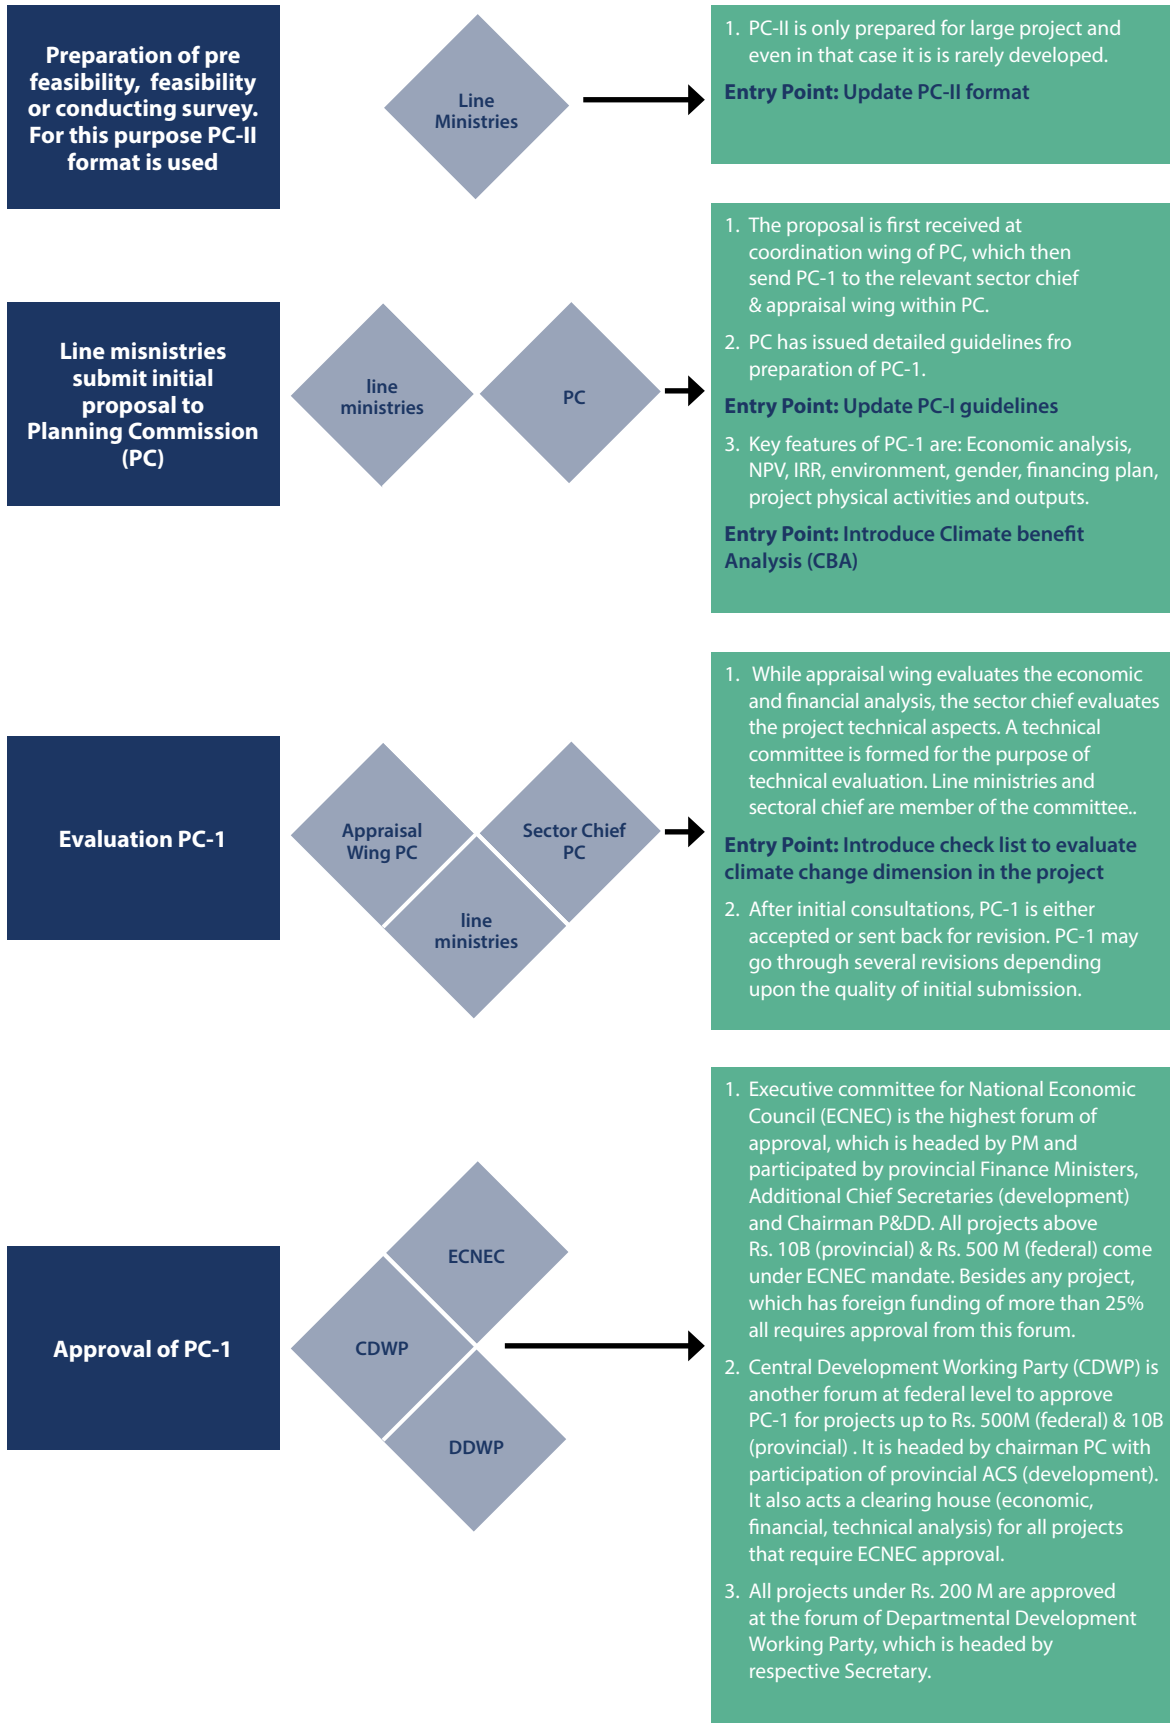 Preparation of pre
feasibility, feasibility
or conducting survey.
For this purpose PC-II
format is used
Line
Ministries
1. PC-II is only prepared for large project and
even in that case it is is rarely developed.
Entry Point: Update PC-II format
Line misnistries
submit initial
proposal to
Planning Commission
(PC)
line
ministries
PC
1. The proposal is first received at
coordination wing of PC, which then
send PC-1 to the relevant sector chief
& appraisal wing within PC.
2. PC has issued detailed guidelines fro
preparation of PC-1.
Entry Point: Update PC-I guidelines
3. Key features of PC-1 are: Economic analysis,
NPV, IRR, environment, gender, financing plan,
project physical activities and outputs.
Entry Point: Introduce Climate benefit
Analysis (CBA)
Evaluation PC-1
Appraisal
Wing PC
Sector Chief
PC
line
ministries
1. While appraisal wing evaluates the economic
and financial analysis, the sector chief evaluates
the project technical aspects. A technical
committee is formed for the purpose of
technical evaluation. Line ministries and
sectoral chief are member of the committee..
Entry Point: Introduce check list to evaluate
climate change dimension in the project
2. After initial consultations, PC-1 is either
accepted or sent back for revision. PC-1 may
go through several revisions depending
upon the quality of initial submission.
Approval of PC-1
ECNEC
CDWP
DDWP
1. Executive committee for National Economic
Council (ECNEC) is the highest forum of
approval, which is headed by PM and
participated by provincial Finance Ministers,
Additional Chief Secretaries (development)
and Chairman P&DD. All projects above
Rs. 10B (provincial) & Rs. 500 M (federal) come
under ECNEC mandate. Besides any project,
which has foreign funding of more than 25%
all requires approval from this forum.
2. Central Development Working Party (CDWP) is
another forum at federal level to approve
PC-1 for projects up to Rs. 500M (federal) & 10B
(provincial) . It is headed by chairman PC with
participation of provincial ACS (development).
It also acts a clearing house (economic,
financial, technical analysis) for all projects
that require ECNEC approval.
3. All projects under Rs. 200 M are approved
at the forum of Departmental Development
Working Party, which is headed by
respective Secretary.